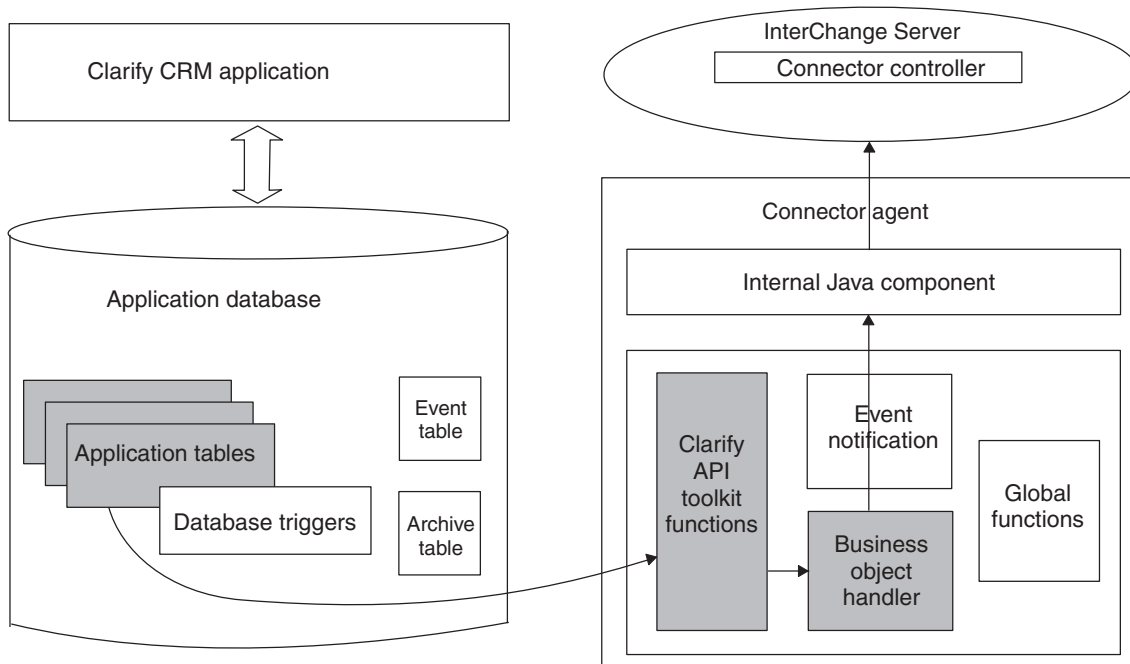 Clarify CRM application
InterChange Server
Connector controller
Connector agent
Internal Java component
Application database
Application tables
Database triggers
Event
table
Archive
table
Clarify
API
toolkit
functions
Event
notification
Business
object
handler
Global
functions